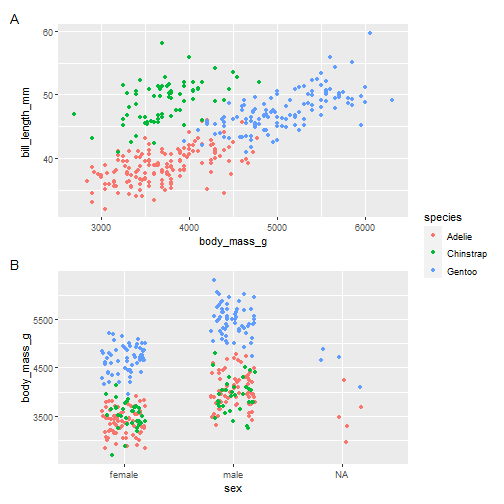 A
60
50
40
bill_length_mm
3000 4000 5000 6000
body_mass_g
species
Adelie
Chinstrap
Gentoo
B
5500
4500
3500
body_mass_g
female male NA
sex